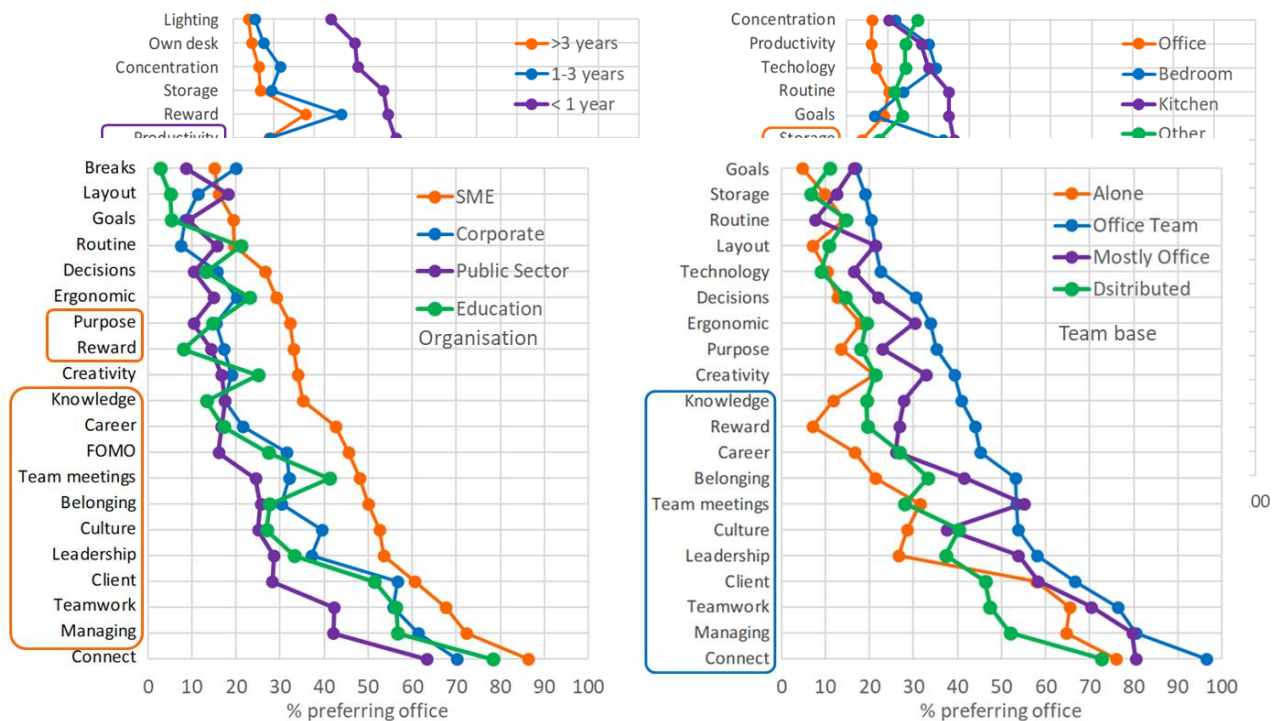 Lighting
Own desk
Concentration
Storage
Reward
Productivity
>3 years
1-3 years
< 1 year
Concentration
Productivity
Techology
Routine
Goals
Storage
Office
Bedroom
Kitchen
Other
Breaks
Layout
Goals
Routine
Decisions
Ergonomic
Purpose
Reward
Creativity
Knowledge
Career
FOMO
Team meetings
Belonging
Culture
Leadership
Client
Teamwork
Managing
Connect
SME
Corporate
Public Sector
Education
Organisation
0 10 20 30 40 50 60 70 80 90 100
% preferring office
Goals
Storage
Routine
Layout
Technology
Decisions
Ergonomic
Purpose
Creativity
Knowledge
Reward
Career
Belonging
Team meetings
Culture
Leadership
Client
Teamwork
Managing
Connect
Alone
Office Team
Mostly Office
Dsitributed
Team base
0 10 20 30 40 50 60 70 80 90 100
% preferring office
00